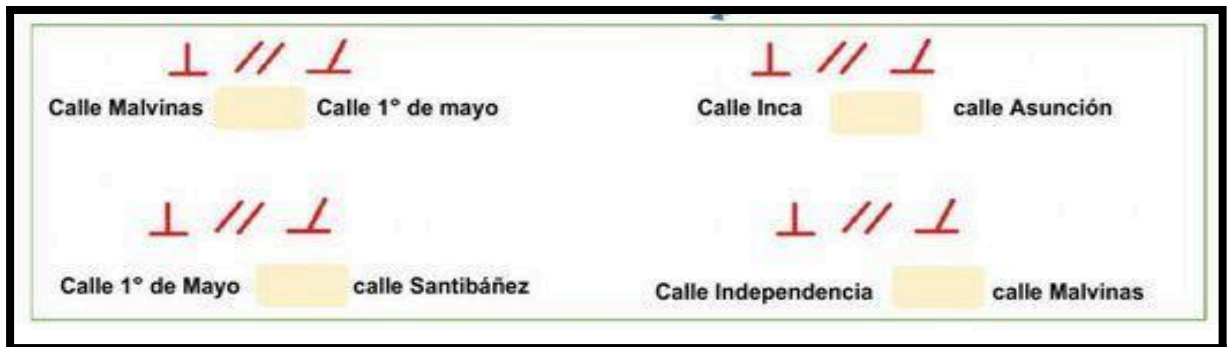 ⊥ // ⊥
Calle Malvinas Calle 1° de mayo
⊥ // ⊥
Calle Inca calle Asunción
⊥ // ⊥
Calle 1° de Mayo calle Santibáñez
⊥ // ⊥
Calle Independencia calle Malvinas